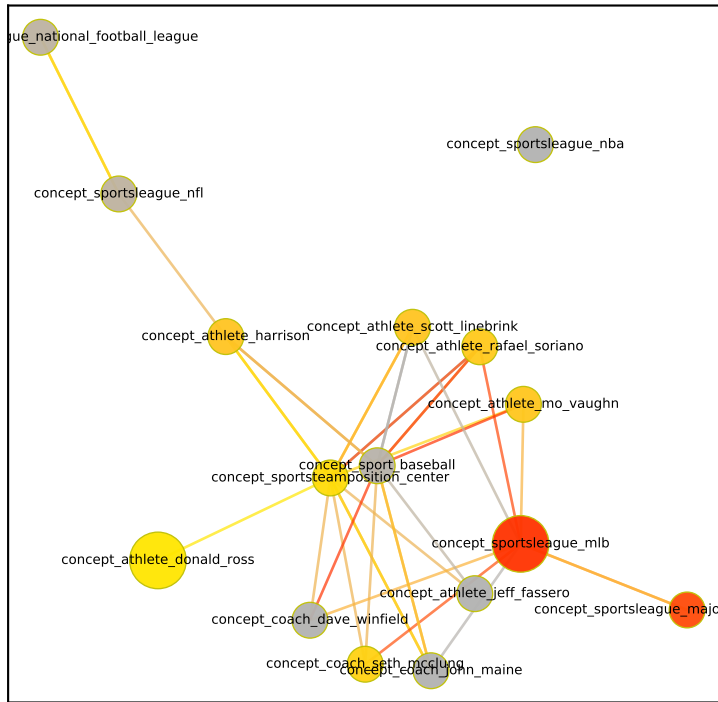 gue_national_football_league
concept_sportsleague_nba
concept_sportsleague_nfl
concept_athlete_scott_linebrink
concept_athlete_harrison
concept_athlete_rafael_soriano
concept_athlete_mo_vaughn
concept_sport_baseball
concept_sportsteamposition_center
concept_sportsleague_mlb
concept_athlete_donald_ross
concept_athlete_jeff_fassero
concept_sportsleague_majo
concept_coach_dave_winfield
concept_coach_seth_mcclung
concept_coach_john_maine